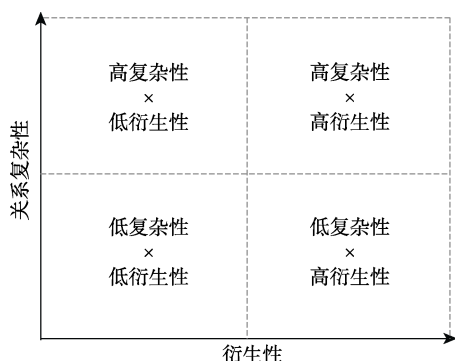 高复杂性
×
低衍生性
高复杂性
×
高衍生性
关系复杂性
低复杂性
×
低衍生性
低复杂性
×
高衍生性
衍生性